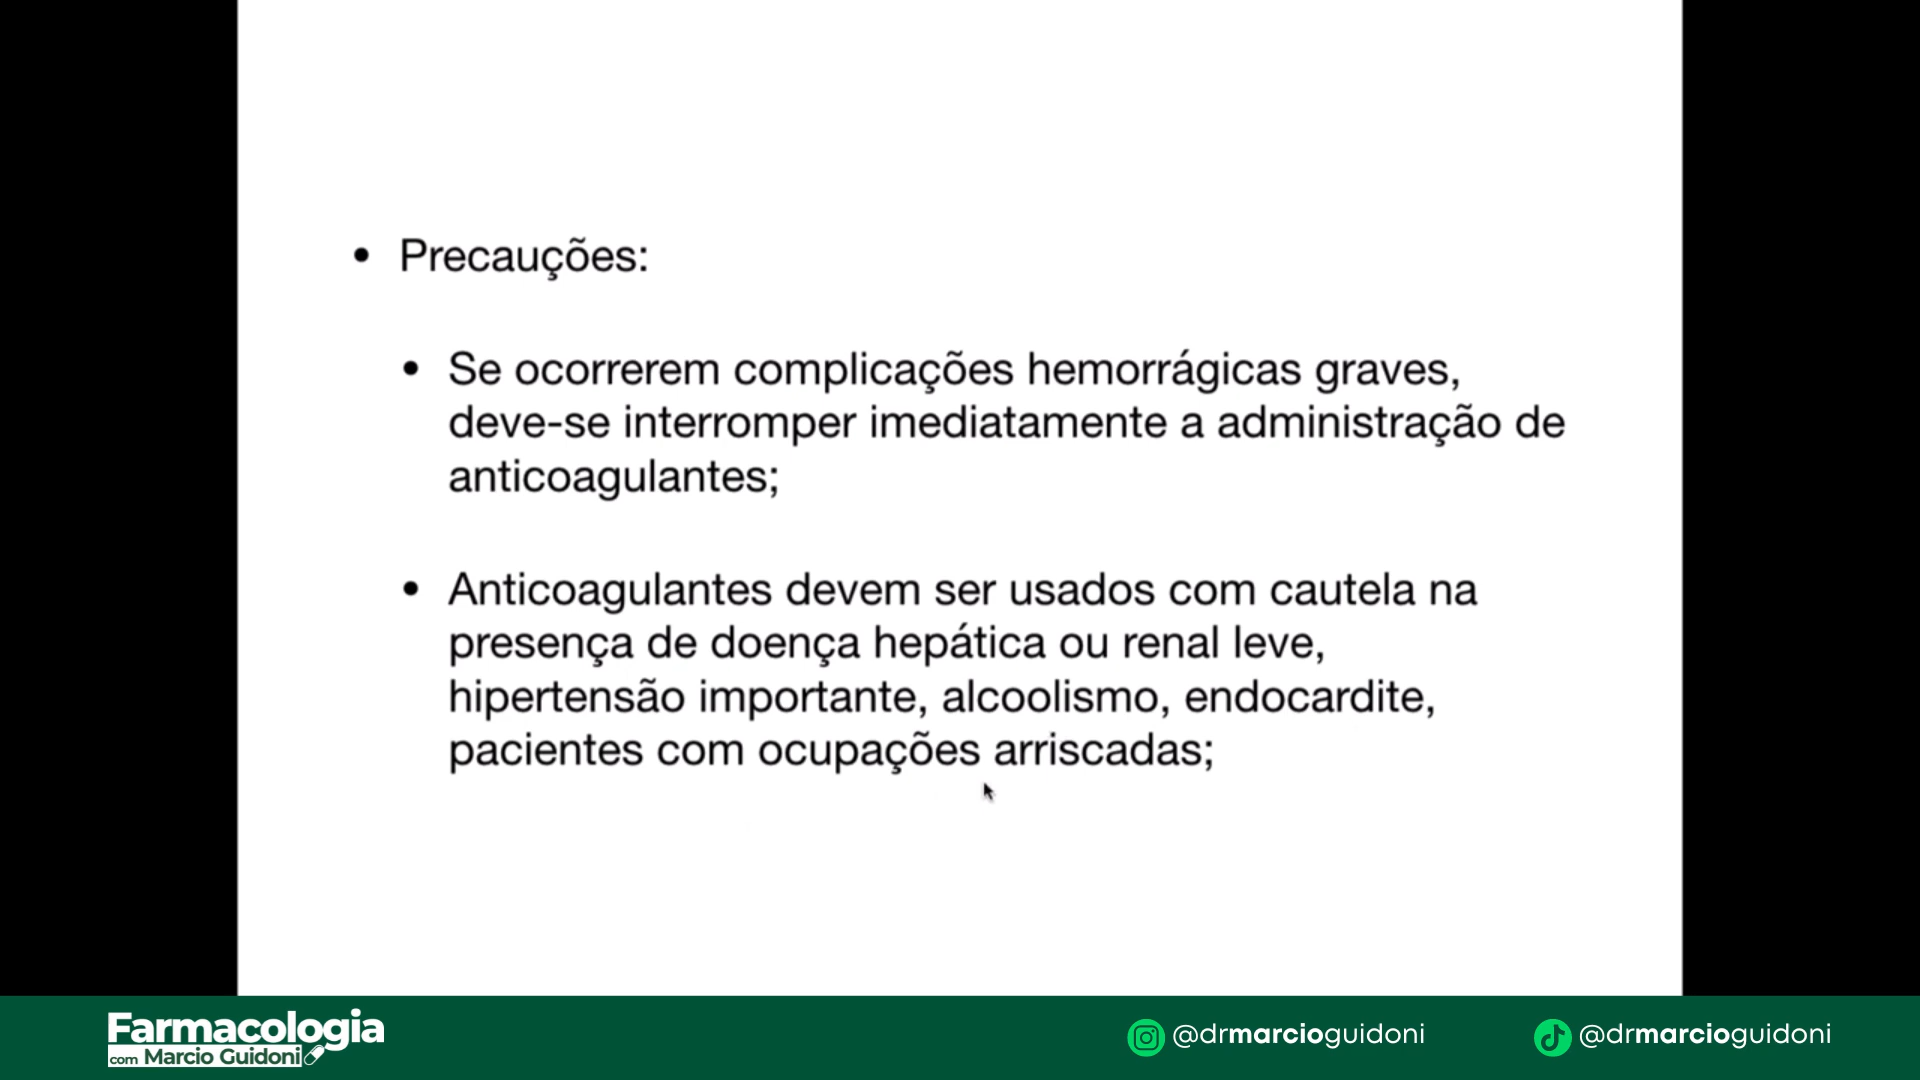 • Precauções:
• Se ocorrerem complicações hemorrágicas graves,
deve-se interromper imediatamente a administração de
anticoagulantes;
• Anticoagulantes devem ser usados com cautela na
presença de doença hepática ou renal leve,
hipertensão importante, alcoolismo, endocardite,
pacientes com ocupações arriscadas;
Farmacologia
com Marcio Guidoni
@drmarcioguidoni
@drmarcioguidoni